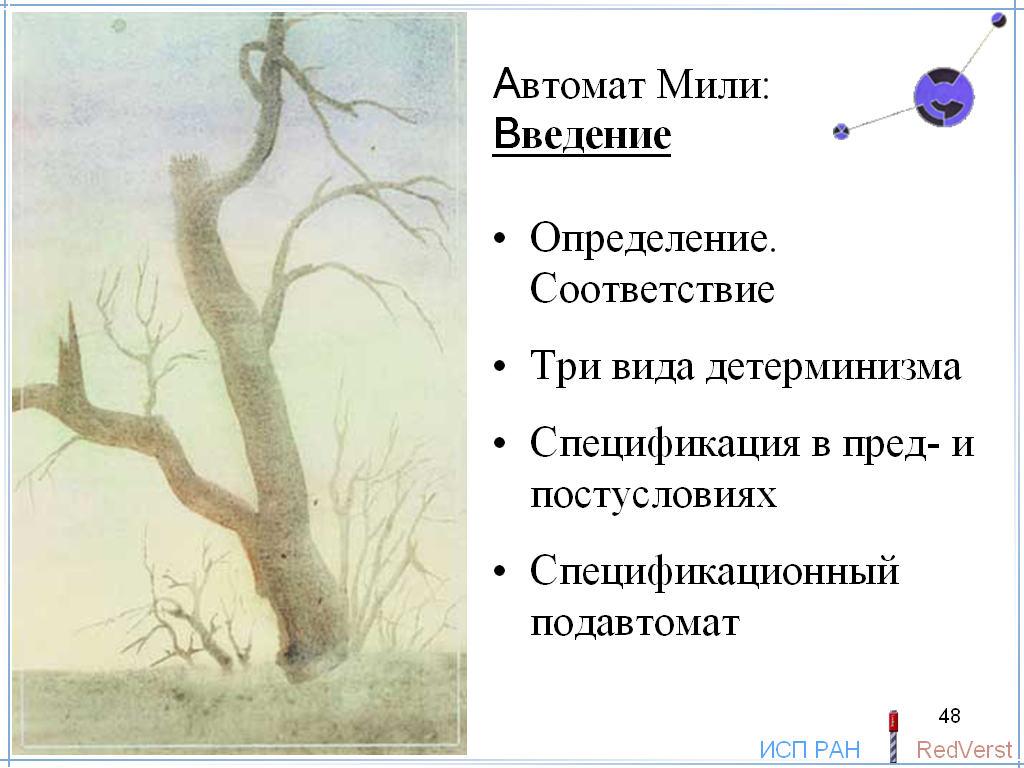 Автомат Мили:
Введение
• Определение.
Соответствие
• Три вида детерминизма
• Спецификация в пред- и
постусловиях
• Спецификационный
подавтомат
48
ИСП РАН
RedVerst